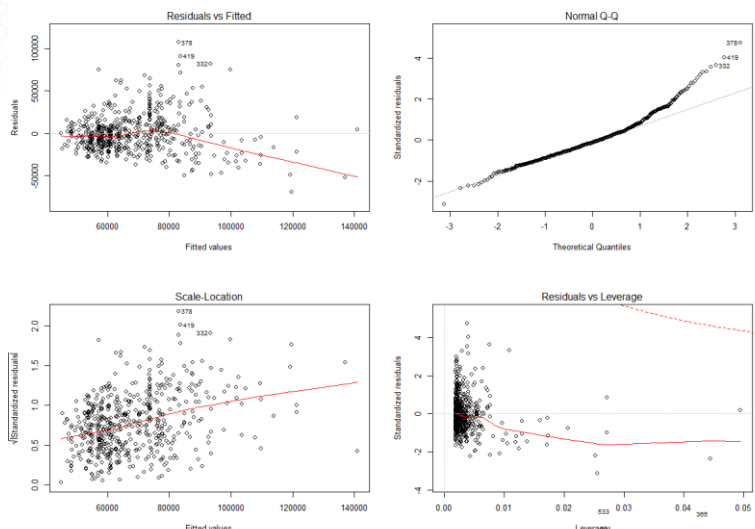 Residuals vs Fitted
Residuals
100000
50000
0
-50000
378
419
332
60000 80000 100000 120000 140000
Fitted values
Normal Q-Q
Standardized residuals
4
2
0
-2
378
419
332
-3 -2 -1 0 1 2 3
Theoretical Quantiles
Scale-Location
√|Standardized residuals|
2.0
1.5
1.0
0.5
0.0
378
419
332
60000 80000 100000 120000 140000
Fitted values
Residuals vs Leverage
Standardized residuals
4
2
0
-2
-4
533
365
0.00 0.01 0.02 0.03 0.04 0.05
Leverage